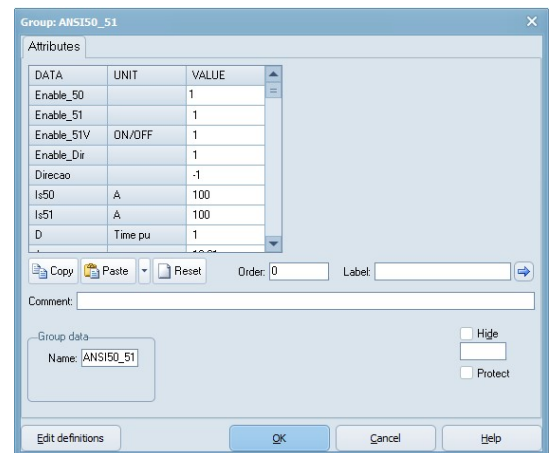 Group: ANSI50_51
Attributes
DATA UNIT VALUE
Enable_50 1
Enable_51 1
Enable_51V ON/OFF 1
Enable_Dir 1
Direcao -1
Is50 A 100
Is51 A 100
D Time pu 1
Copy Paste Reset Order: 0 Label:
Comment:
Group data
Name: ANSI50_51
Hide
Protect
Edit definitions OK Cancel Help